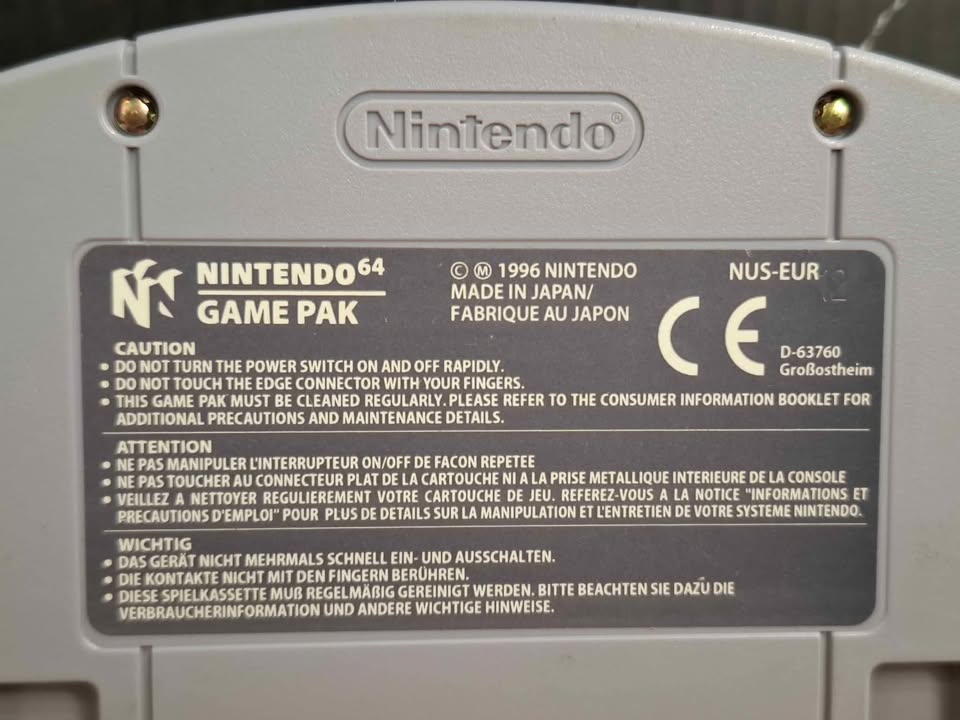 Nintendo®
NINTENDO 64
GAME PAK
© Ⓜ 1996 NINTENDO
MADE IN JAPAN/
FABRIQUE AU JAPON
NUS-EUR
12
CE
D-63760
Großostheim
CAUTION
• DO NOT TURN THE POWER SWITCH ON AND OFF RAPIDLY.
• DO NOT TOUCH THE EDGE CONNECTOR WITH YOUR FINGERS.
• THIS GAME PAK MUST BE CLEANED REGULARLY. PLEASE REFER TO THE CONSUMER INFORMATION BOOKLET FOR
ADDITIONAL PRECAUTIONS AND MAINTENANCE DETAILS.
ATTENTION
• NE PAS MANIPULER L'INTERRUPTEUR ON/OFF DE FACON REPETEE
• NE PAS TOUCHER AU CONNECTEUR PLAT DE LA CARTOUCHE NI A LA PRISE METALLIQUE INTERIEURE DE LA CONSOLE
• VEILLEZ A NETTOYER REGULIEREMENT VOTRE CARTOUCHE DE JEU. REFEREZ-VOUS A LA NOTICE "INFORMATIONS ET
PRECAUTIONS D'EMPLOI" POUR PLUS DE DETAILS SUR LA MANIPULATION ET L'ENTRETIEN DE VOTRE SYSTEME NINTENDO.
WICHTIG
• DAS GERÄT NICHT MEHRMALS SCHNELL EIN- UND AUSSCHALTEN.
• DIE KONTAKTE NICHT MIT DEN FINGERN BERÜHREN.
• DIESE SPIELKASSETTE MUß REGELMÄßIG GEREINIGT WERDEN. BITTE BEACHTEN SIE DAZU DIE
VERBRAUCHERINFORMATION UND ANDERE WICHTIGE HINWEISE.